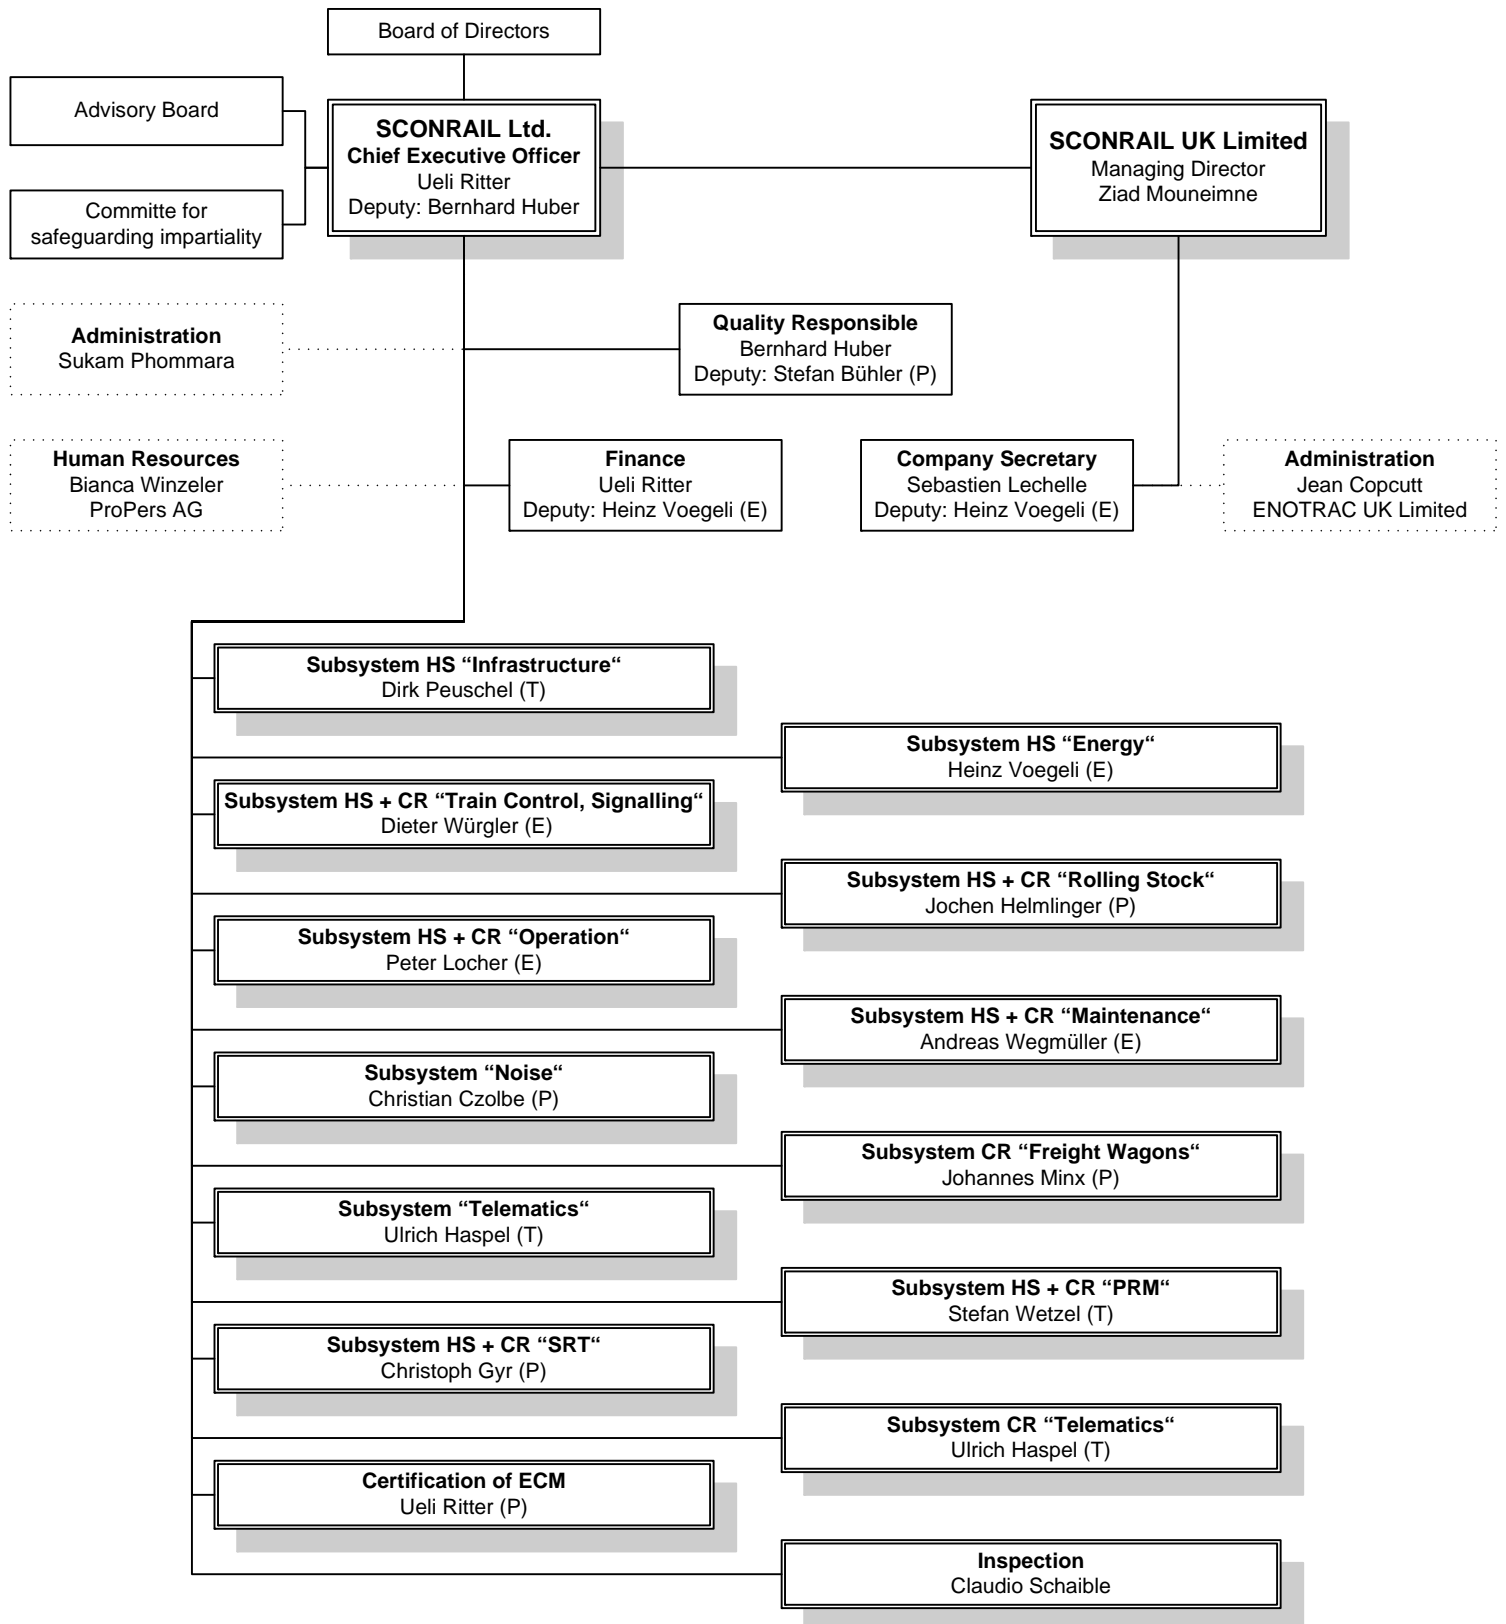 Board of Directors
Advisory Board
SCONRAIL Ltd.
Chief Executive Officer
Ueli Ritter
Deputy: Bernhard Huber
SCONRAIL UK Limited
Managing Director
Ziad Mouneimne
Committe for
safeguarding impartiality
Administration
Sukam Phommara
Quality Responsible
Bernhard Huber
Deputy: Stefan Bühler (P)
Human Resources
Bianca Winzeler
ProPers AG
Finance
Ueli Ritter
Deputy: Heinz Voegeli (E)
Company Secretary
Sebastien Lechelle
Deputy: Heinz Voegeli (E)
Administration
Jean Copcutt
ENOTRAC UK Limited
Subsystem HS “Infrastructure“
Dirk Peuschel (T)
Subsystem HS “Energy“
Heinz Voegeli (E)
Subsystem HS + CR “Train Control, Signalling“
Dieter Würgler (E)
Subsystem HS + CR “Rolling Stock“
Jochen Helmlinger (P)
Subsystem HS + CR “Operation“
Peter Locher (E)
Subsystem HS + CR “Maintenance“
Andreas Wegmüller (E)
Subsystem “Noise“
Christian Czolbe (P)
Subsystem CR “Freight Wagons“
Johannes Minx (P)
Subsystem “Telematics“
Ulrich Haspel (T)
Subsystem HS + CR “PRM“
Stefan Wetzel (T)
Subsystem HS + CR “SRT“
Christoph Gyr (P)
Subsystem CR “Telematics“
Ulrich Haspel (T)
Certification of ECM
Ueli Ritter (P)
Inspection
Claudio Schaible